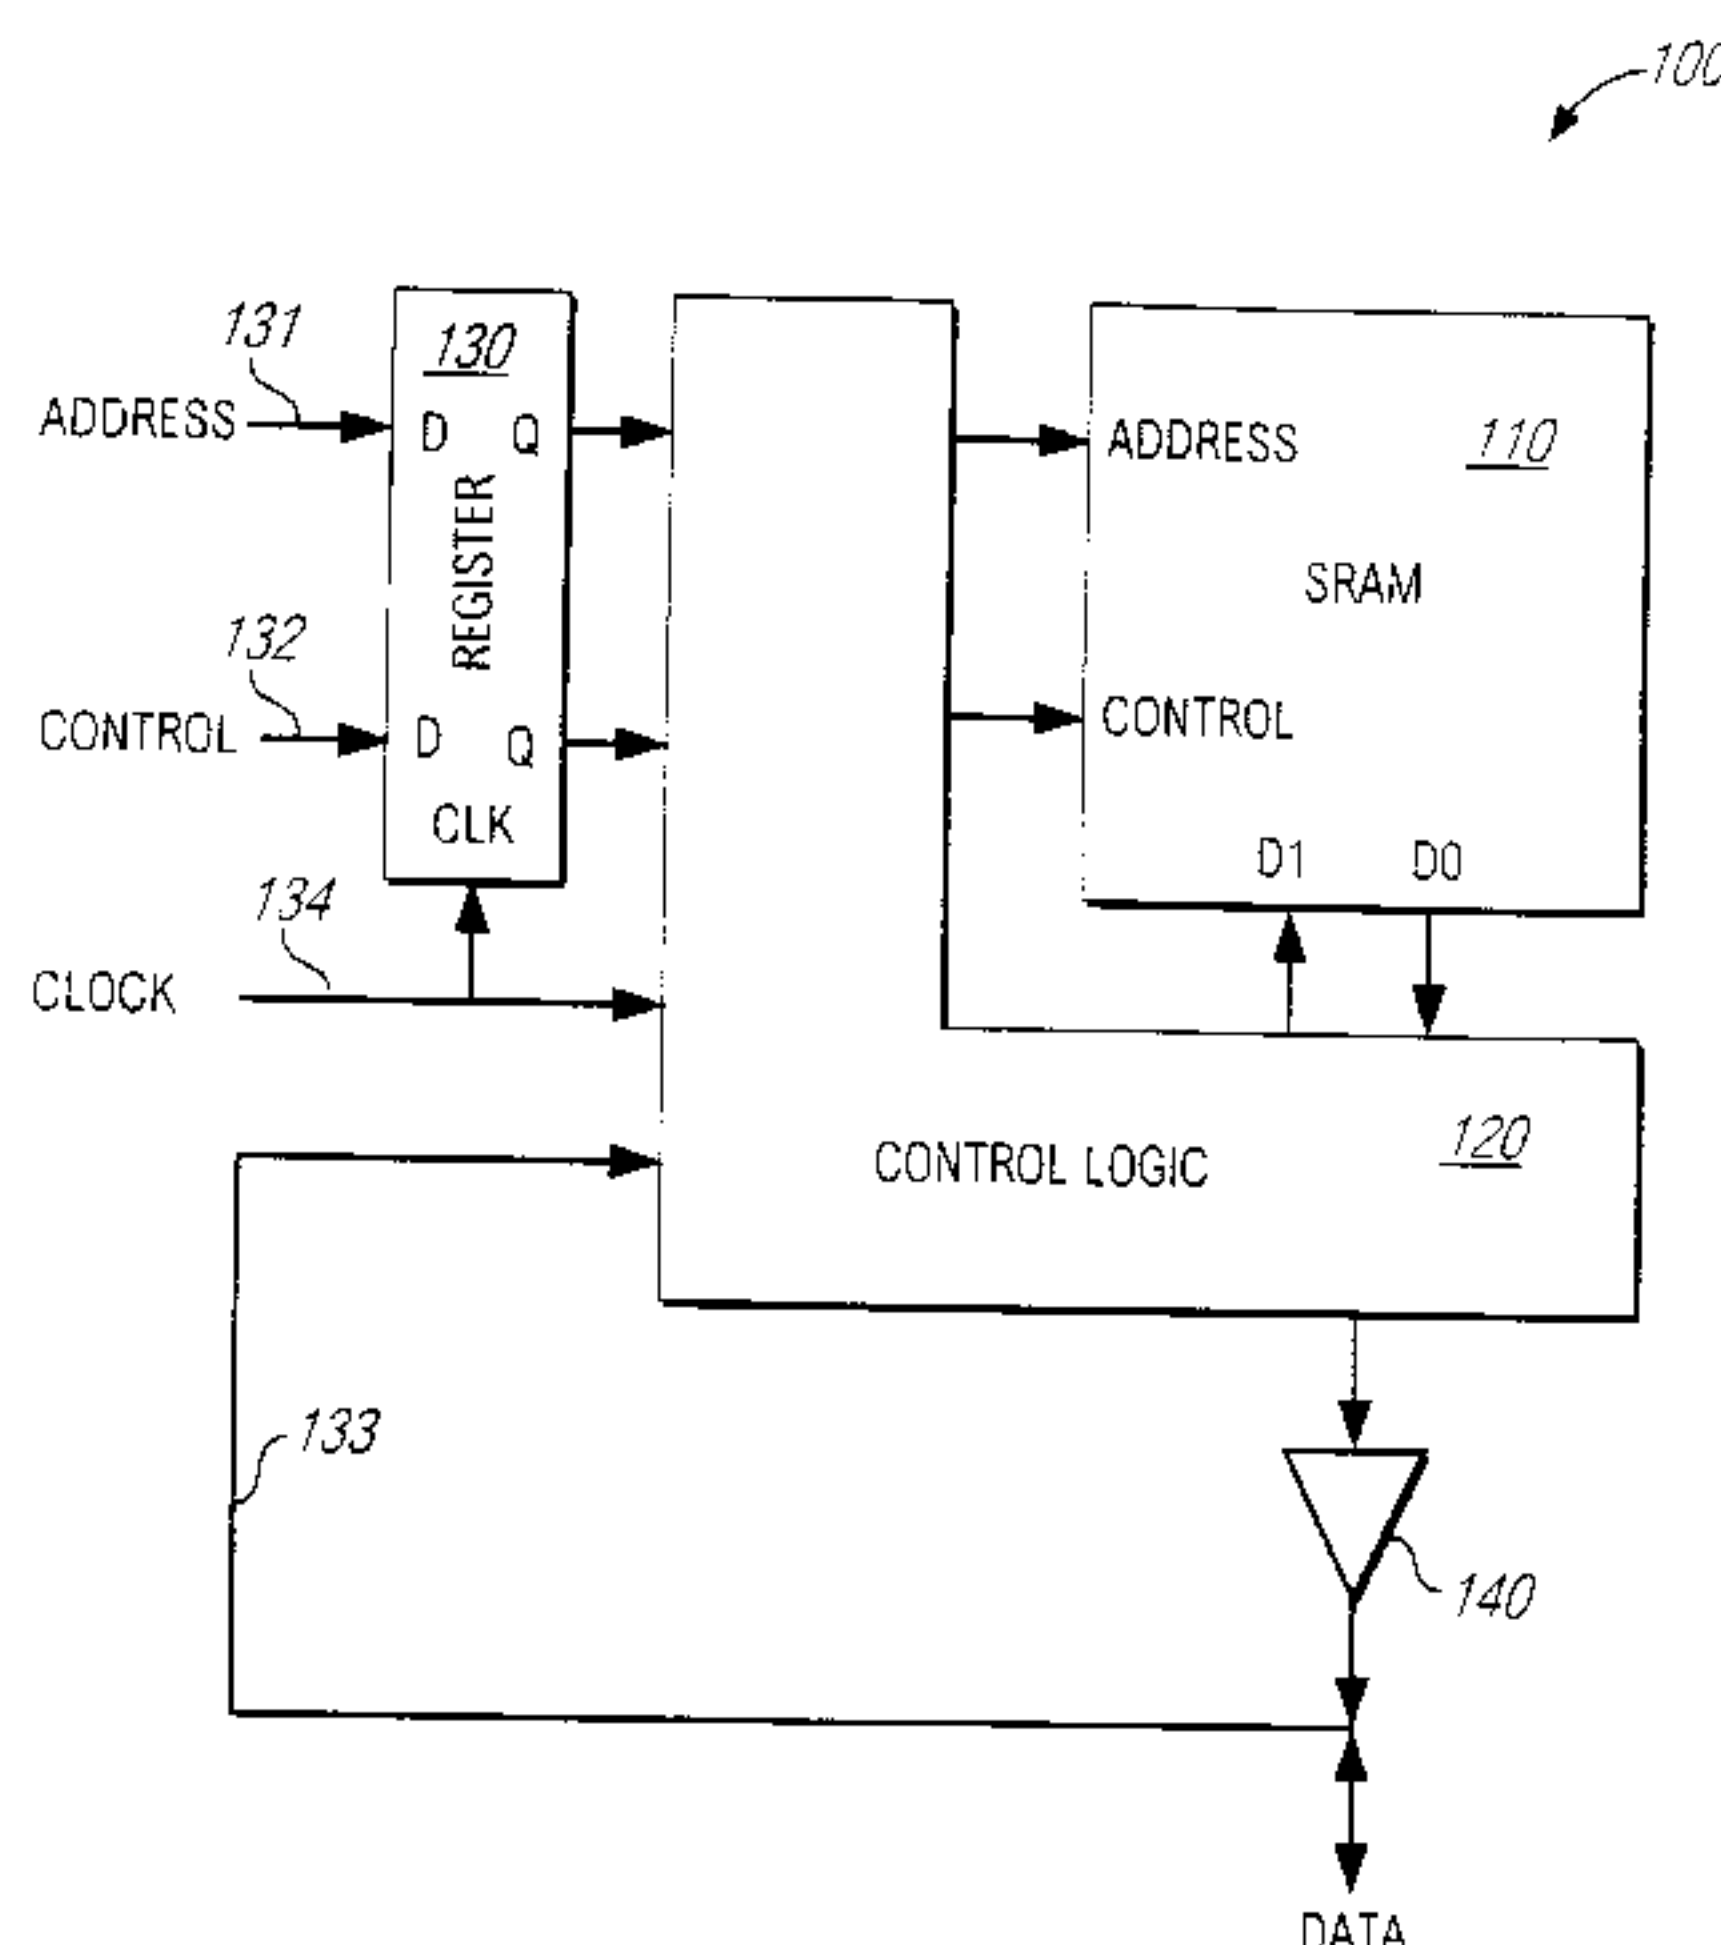 100
131
130
ADDRESS
D Q
ADDRESS
110
REGISTER
SRAM
132
CONTROL
D Q
CONTROL
CLK
D1 D0
134
CLOCK
CONTROL LOGIC
120
133
140
DATA